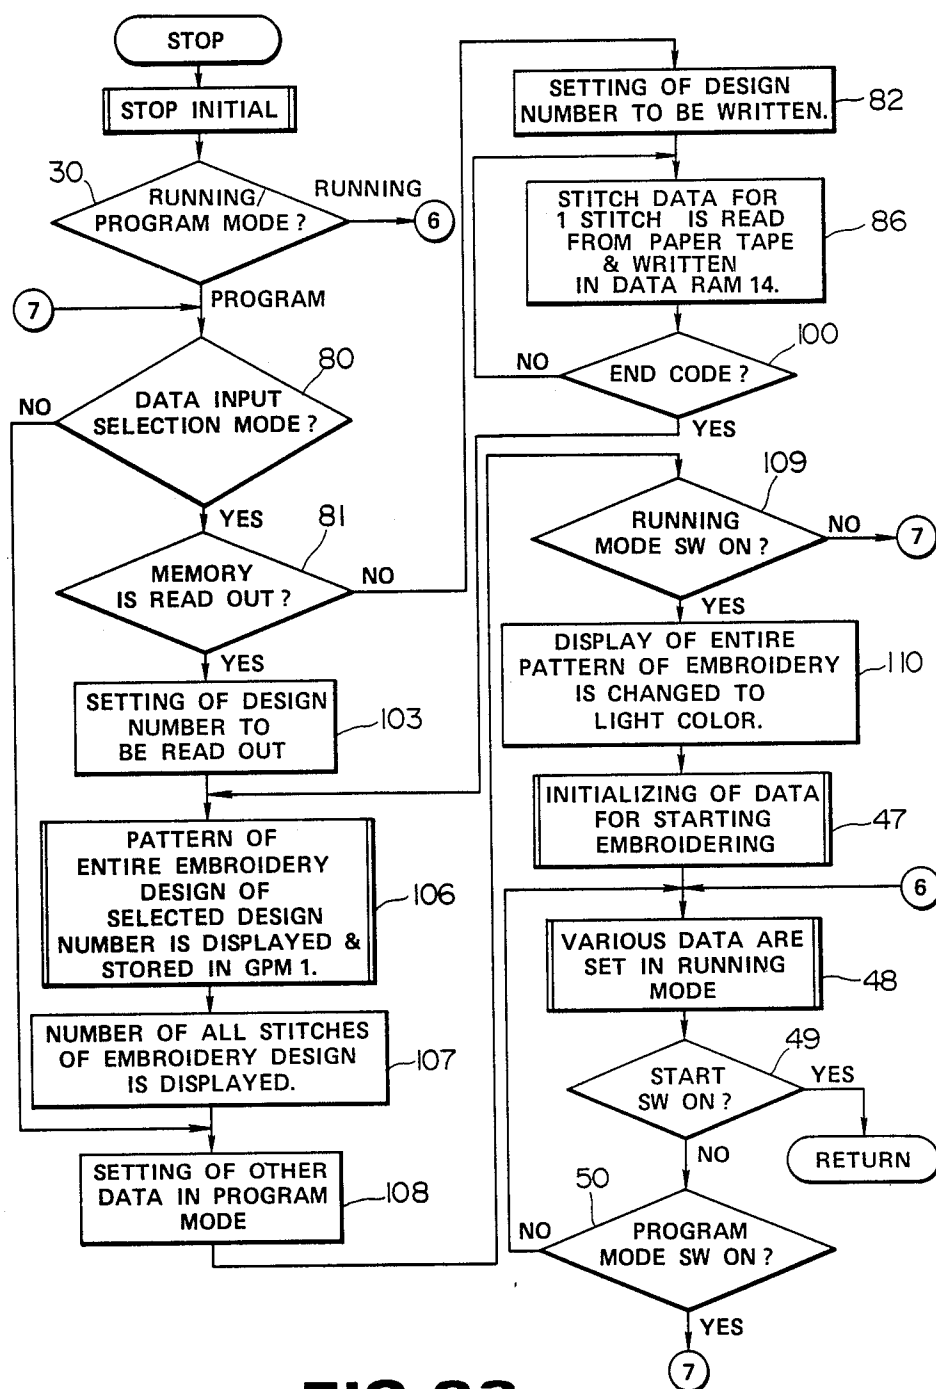 STOP
STOP INITIAL
30
RUNNING/
PROGRAM MODE?
RUNNING
6
PROGRAM
7
80
DATA INPUT
SELECTION MODE?
NO
YES
81
MEMORY
IS READ OUT?
NO
YES
SETTING OF DESIGN
NUMBER TO
BE READ OUT
103
PATTERN OF
ENTIRE EMBROIDERY
DESIGN OF
SELECTED DESIGN
NUMBER IS DISPLAYED &
STORED IN GPM 1.
106
NUMBER OF ALL STITCHES
OF EMBROIDERY DESIGN
IS DISPLAYED.
107
SETTING OF OTHER
DATA IN PROGRAM
MODE
108
SETTING OF DESIGN
NUMBER TO BE WRITTEN.
82
STITCH DATA FOR
1 STITCH IS READ
FROM PAPER TAPE
& WRITTEN
IN DATA RAM 14.
86
100
NO
END CODE?
YES
109
RUNNING
MODE SW ON?
NO
7
YES
DISPLAY OF ENTIRE
PATTERN OF EMBROIDERY
IS CHANGED TO
LIGHT COLOR.
110
INITIALIZING OF DATA
FOR STARTING
EMBROIDERING
47
6
VARIOUS DATA ARE
SET IN RUNNING
MODE
48
49
START
SW ON?
YES
RETURN
NO
50
NO
PROGRAM
MODE SW ON?
YES
7